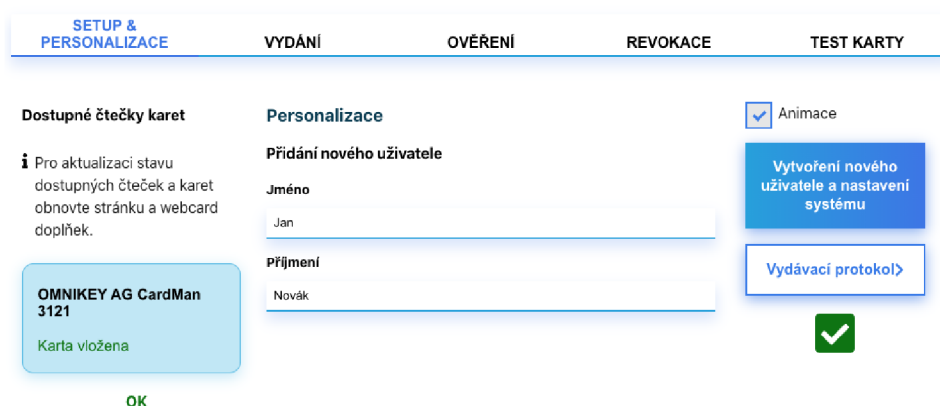 SETUP &
PERSONALIZACE
VYDÁNÍ
OVĚŘENÍ
REVOKACE
TEST KARTY
Dostupné čtečky karet
Pro aktualizaci stavu
dostupných čteček a karet
obnovte stránku a webcard
doplněk.
OMNIKEY AG CardMan
3121
Karta vložena
OK
Personalizace
Přidání nového uživatele
Jméno
Jan
Příjmení
Novák
Animace
Vytvoření nového
uživatele a nastavení
systému
Vydávací protokol>